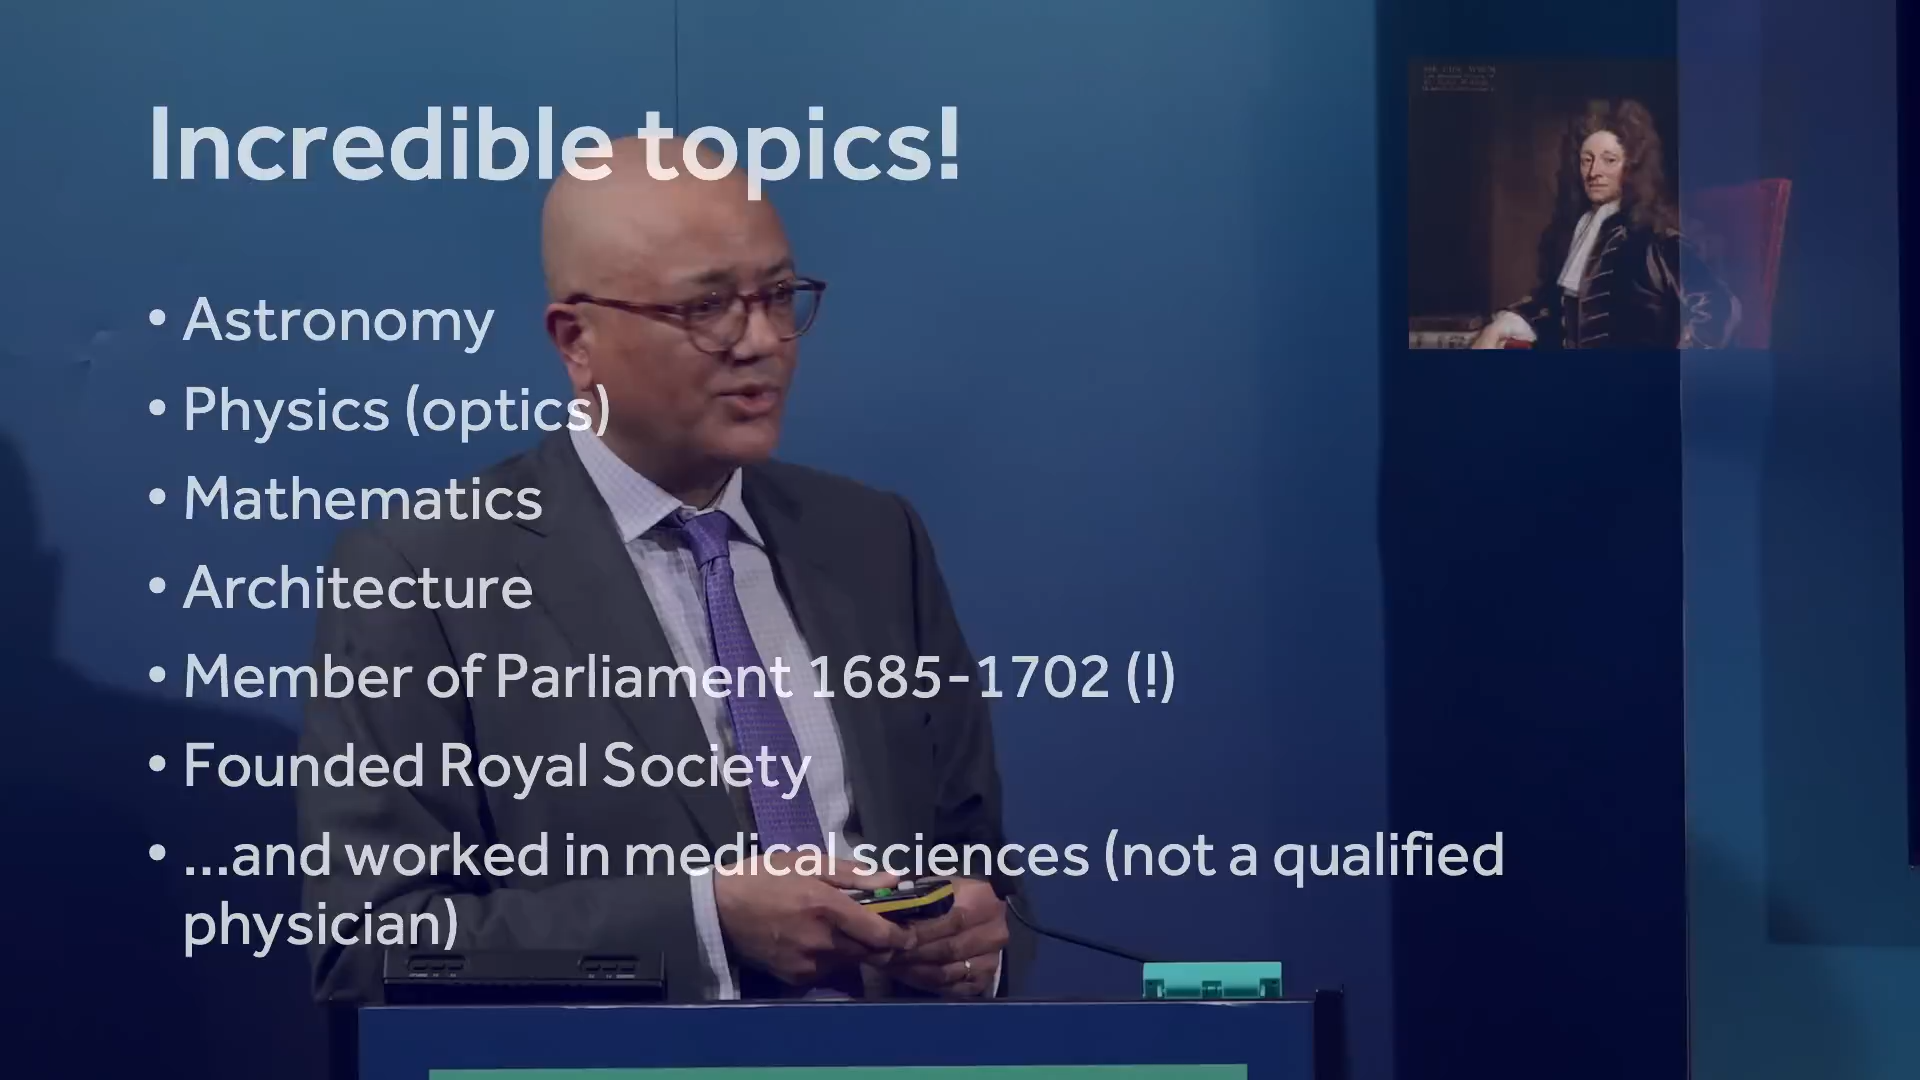 Incredible topics!
• Astronomy
• Physics (optics)
• Mathematics
• Architecture
• Member of Parliament 1685-1702 (!)
• Founded Royal Society
• ...and worked in medical sciences (not a qualified
physician)